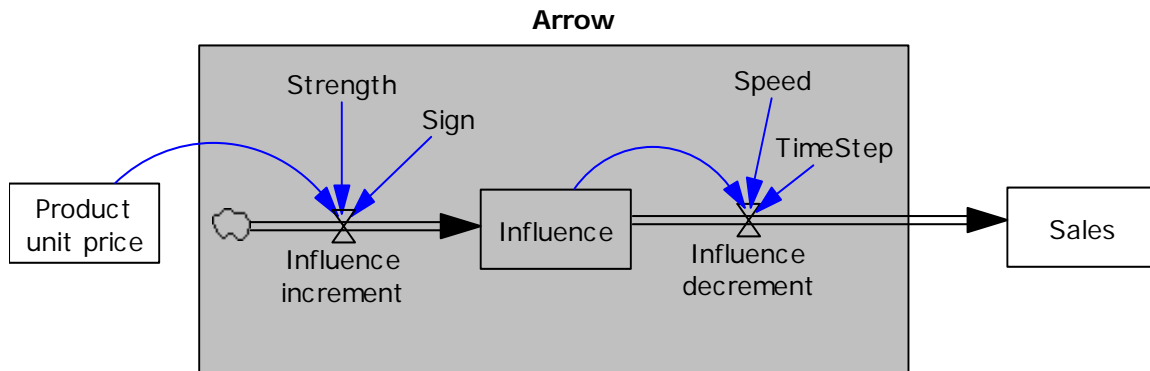 Arrow
Strength
Sign
Speed
TimeStep
Product
unit price
Influence
increment
Influence
Influence
decrement
Sales